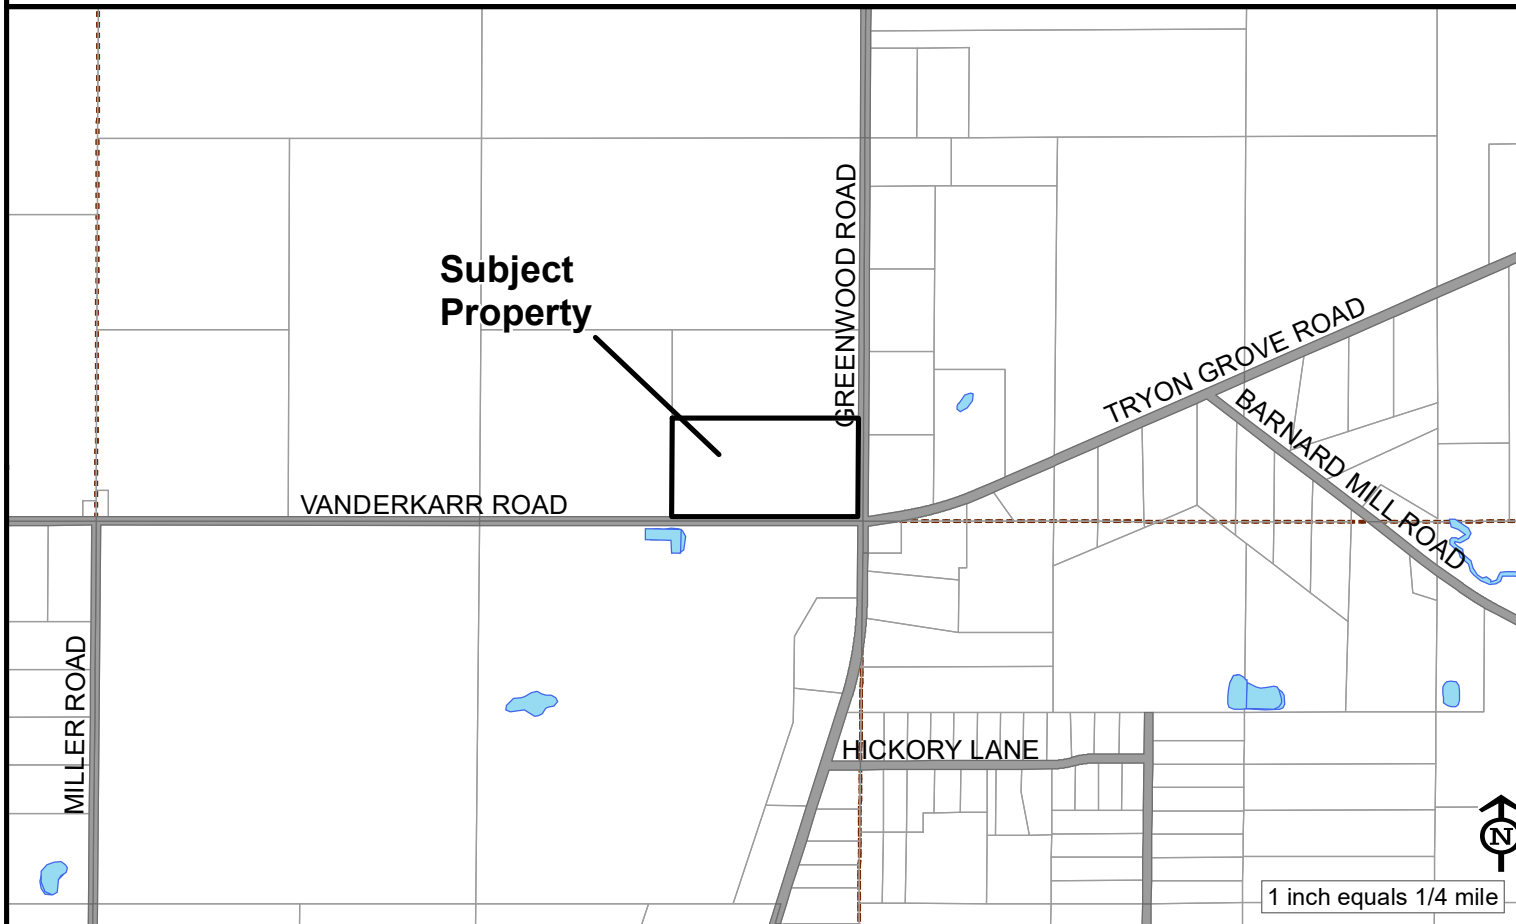 GREENWOOD ROAD
Subject
Property
TRYON GROVE ROAD
BARNARD MILL ROAD
VANDERKARR ROAD
MILLER ROAD
HICKORY LANE
N
1 inch equals 1/4 mile